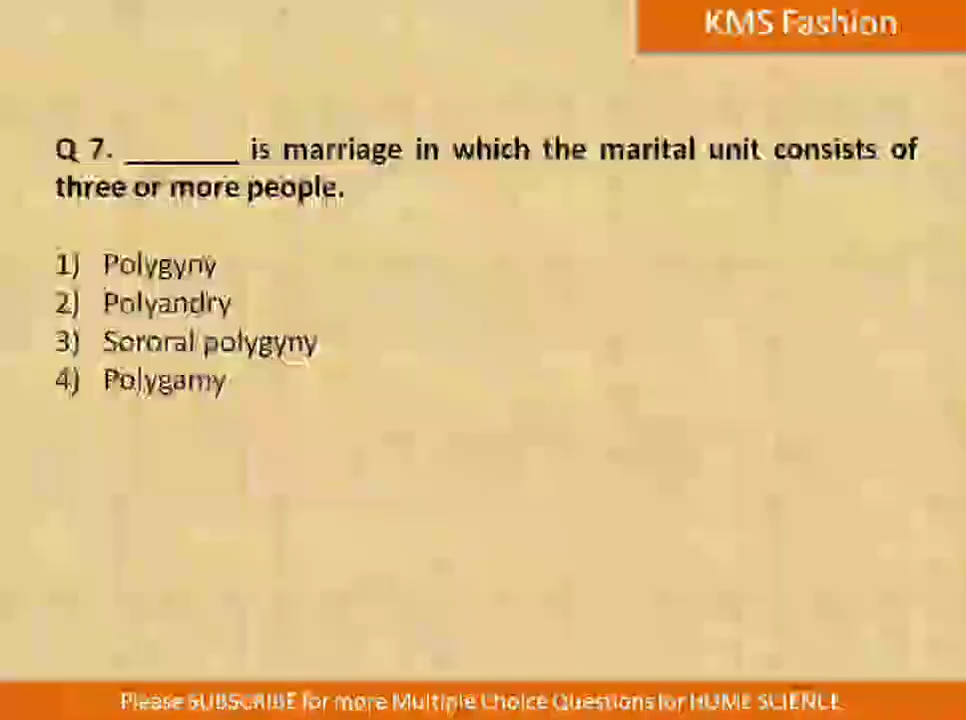 KMS Fashion
Q 7. ________ is marriage in which the marital unit consists of
three or more people.
1) Polygyny
2) Polyandry
3) Sororal polygyny
4) Polygamy
Please SUBSCRIBE for more Multiple Choice Questions for HOME SCIENCE